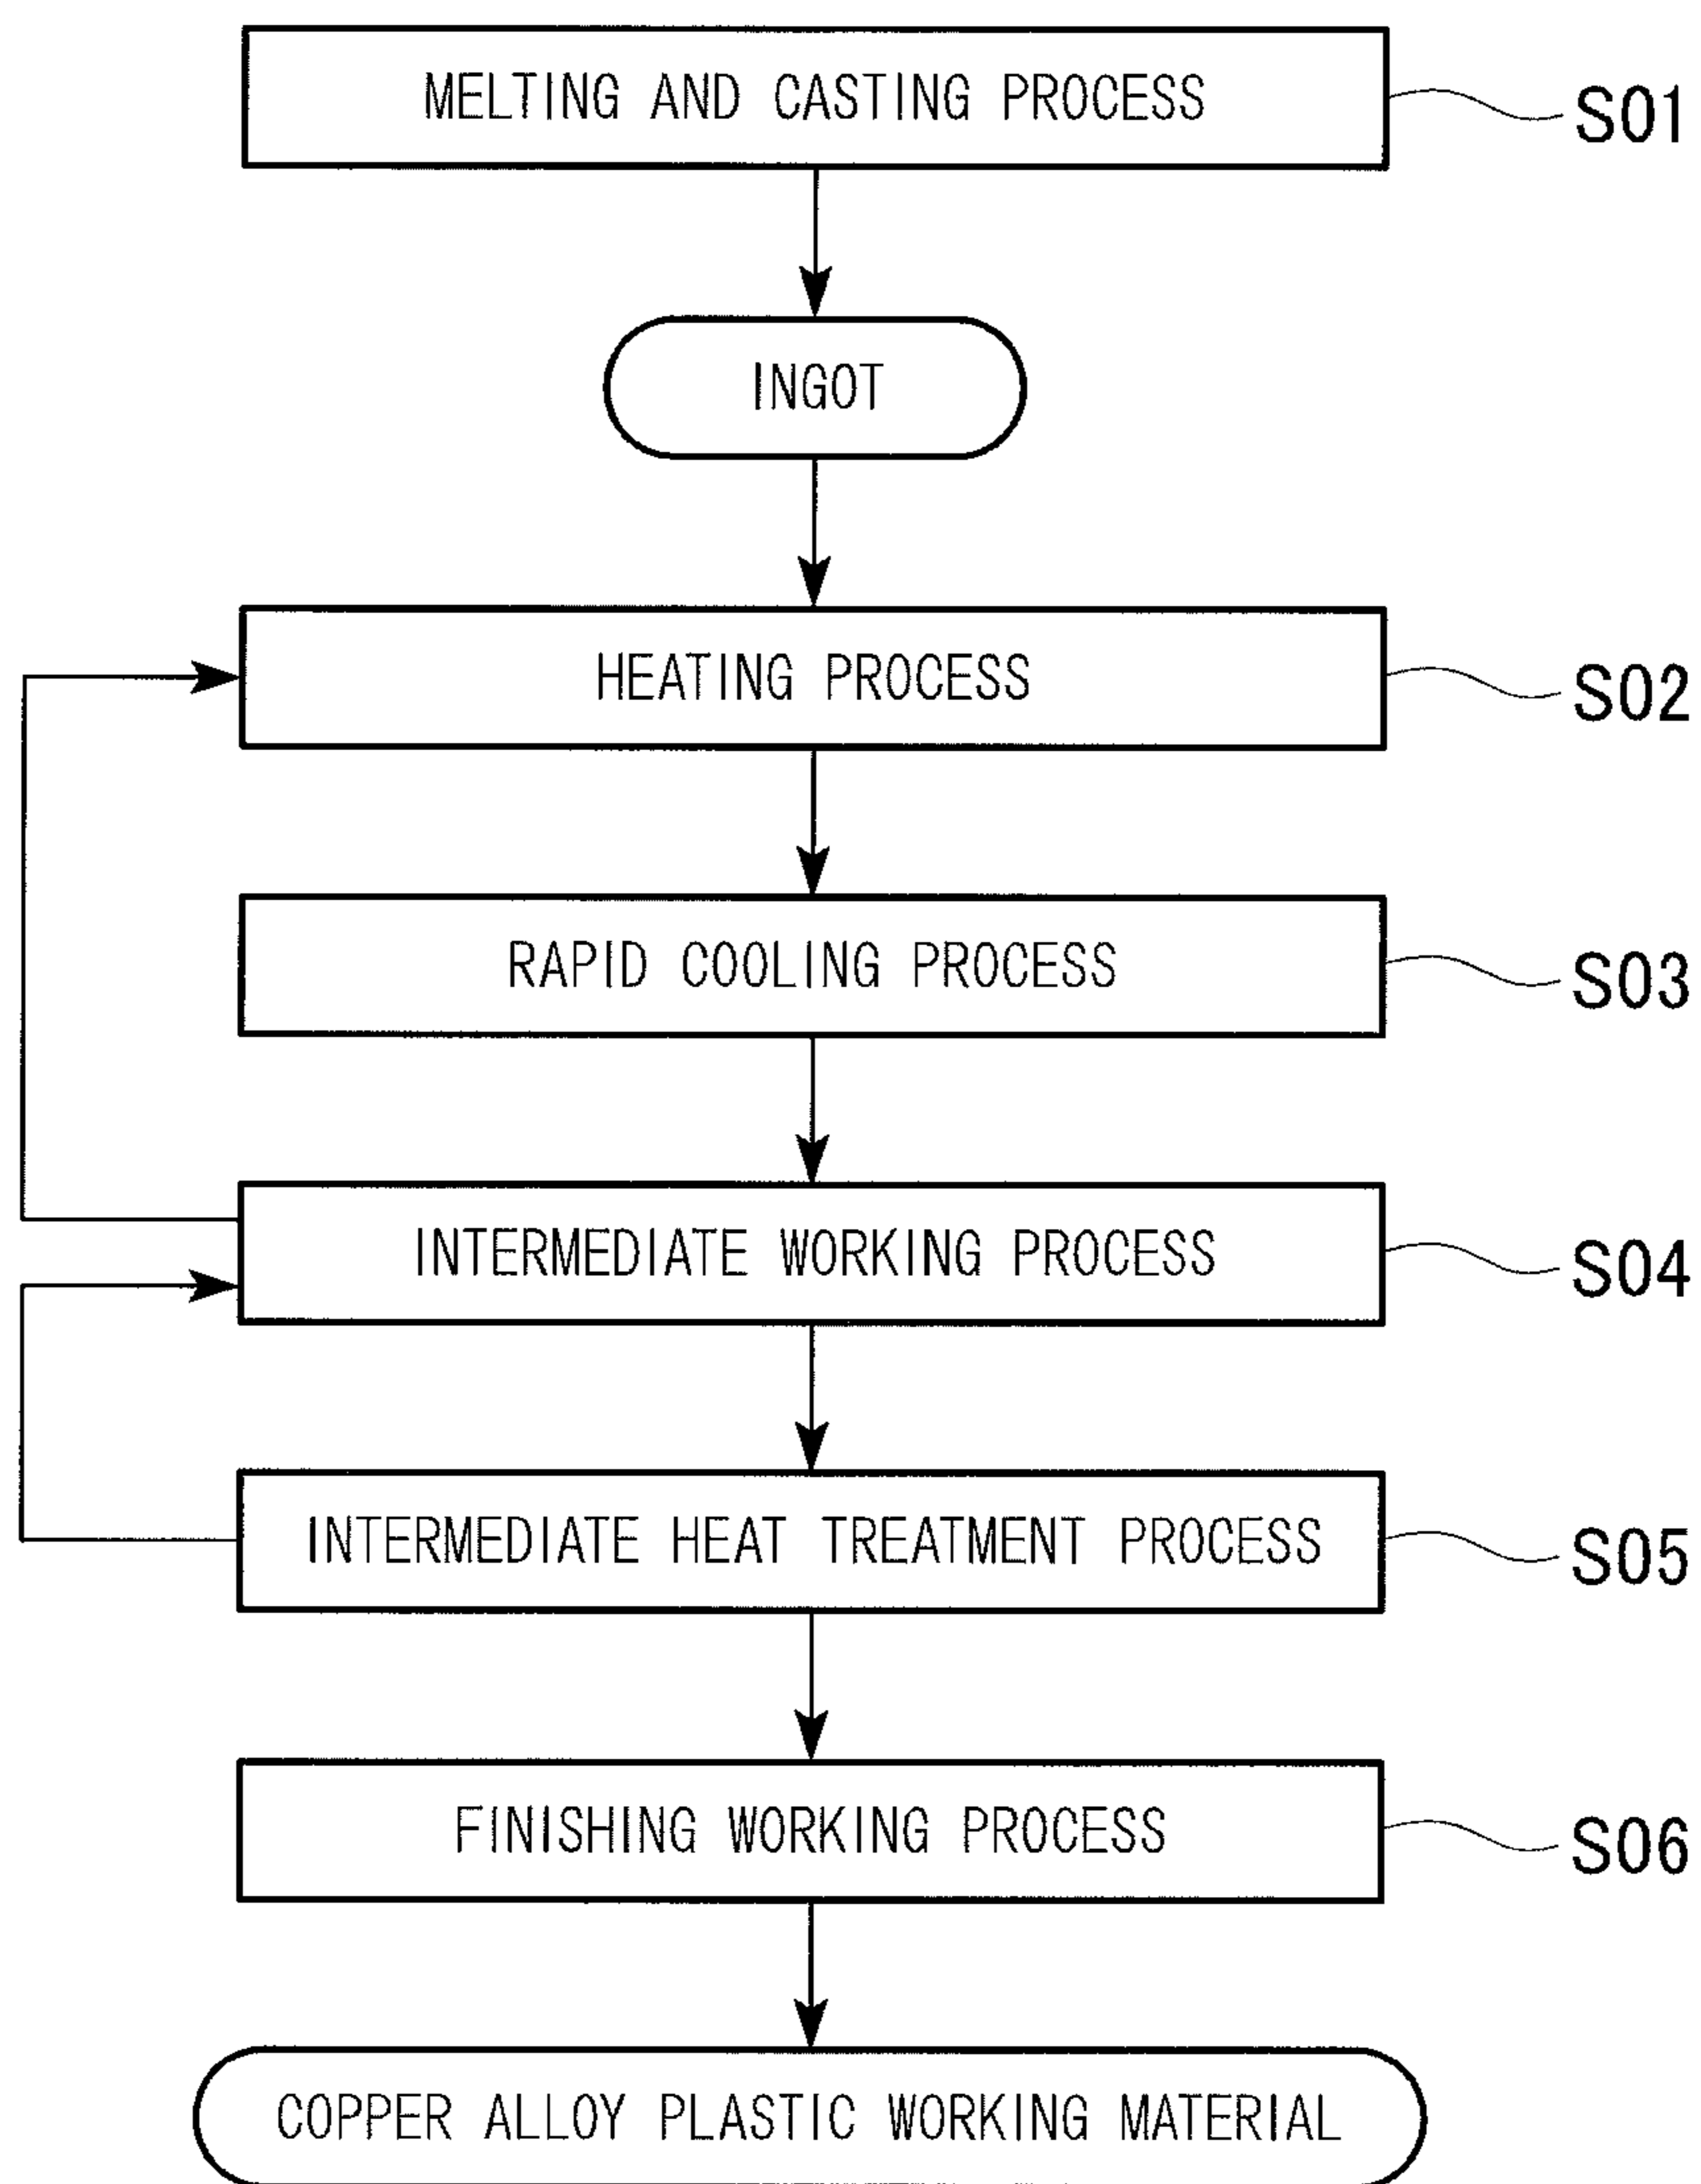 MELTING AND CASTING PROCESS S01
INGOT
HEATING PROCESS S02
RAPID COOLING PROCESS S03
INTERMEDIATE WORKING PROCESS S04
INTERMEDIATE HEAT TREATMENT PROCESS S05
FINISHING WORKING PROCESS S06
COPPER ALLOY PLASTIC WORKING MATERIAL